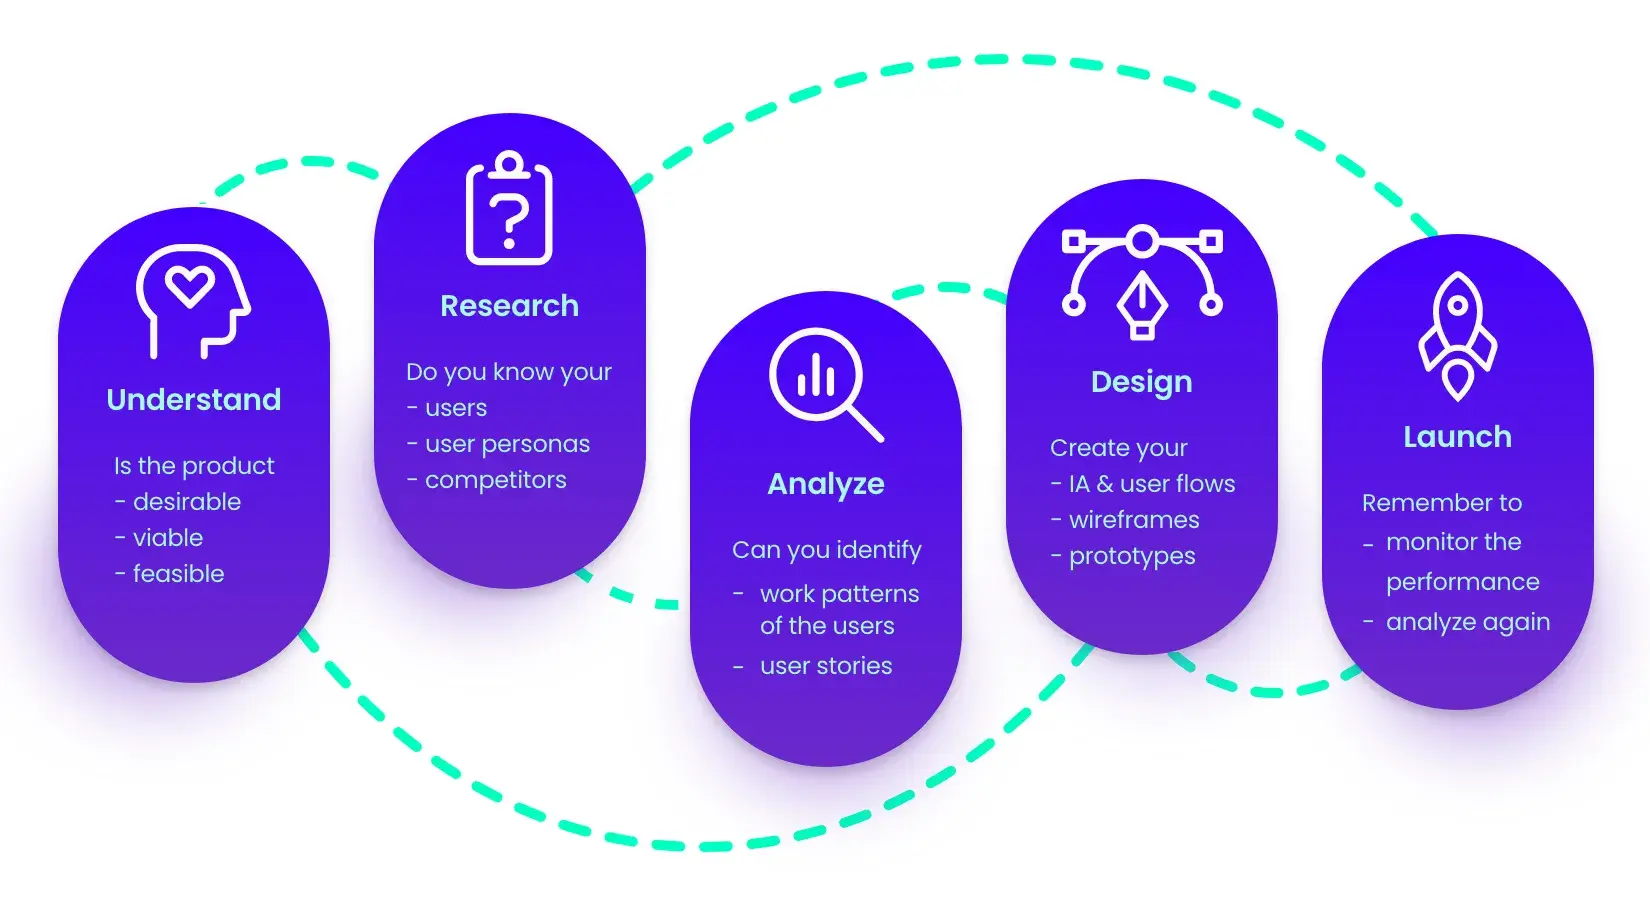 Understand
Is the product
- desirable
- viable
- feasible
Research
Do you know your
- users
- user personas
- competitors
Analyze
Can you identify
- work patterns
of the users
- user stories
Design
Create your
- IA & user flows
- wireframes
- prototypes
Launch
Remember to
- monitor the
performance
- analyze again